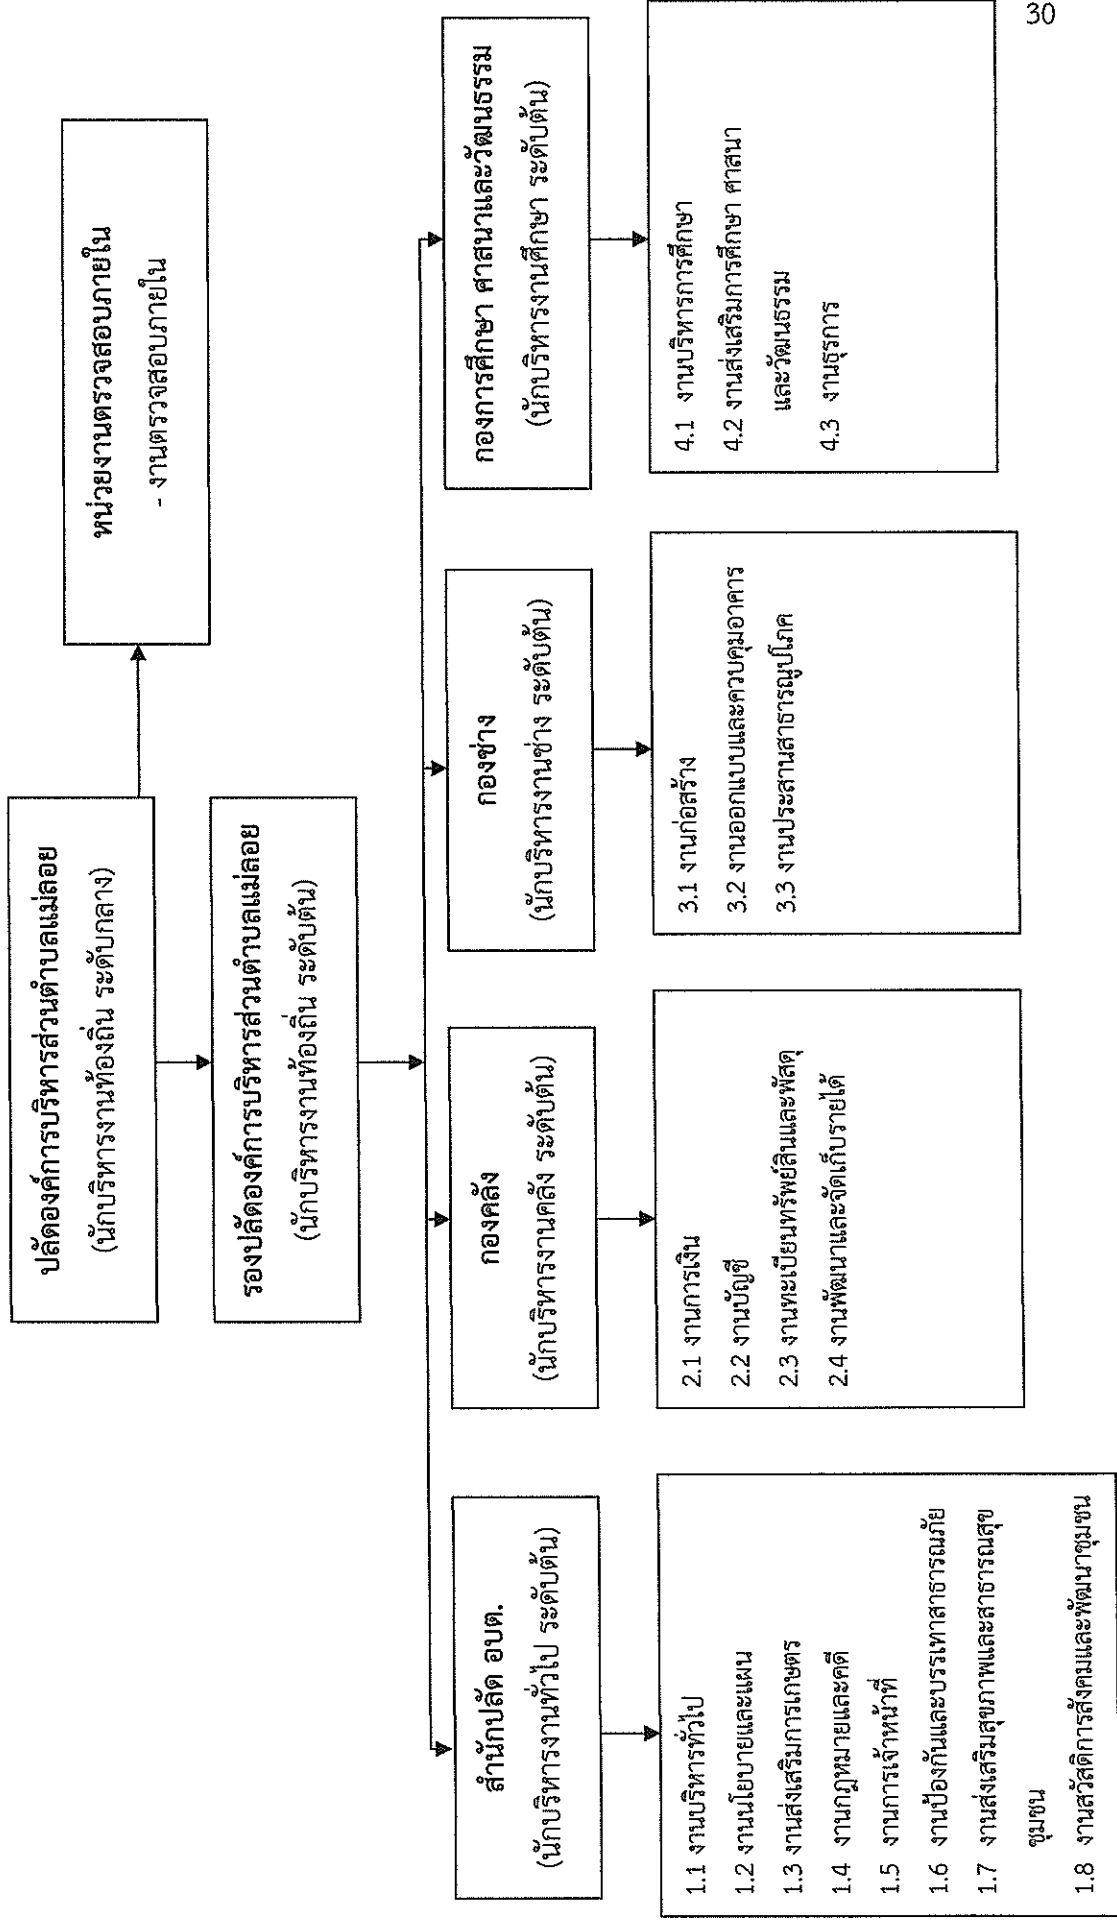 30
ปลัดองค์การบริหารส่วนตำบลแม่ลอย
(นักบริหารงานท้องถิ่น ระดับกลาง)
หน่วยงานตรวจสอบภายใน
- งานตรวจสอบภายใน
รองปลัดองค์การบริหารส่วนตำบลแม่ลอย
(นักบริหารงานท้องถิ่น ระดับต้น)
สำนักปลัด อบต.
(นักบริหารงานทั่วไป ระดับต้น)
กองคลัง
(นักบริหารงานคลัง ระดับต้น)
กองช่าง
(นักบริหารงานช่าง ระดับต้น)
กองการศึกษา ศาสนาและวัฒนธรรม
(นักบริหารงานศึกษา ระดับต้น)
1.1 งานบริหารทั่วไป
1.2 งานนโยบายและแผน
1.3 งานส่งเสริมการเกษตร
1.4 งานกฎหมายและคดี
1.5 งานการเจ้าหน้าที่
1.6 งานป้องกันและบรรเทาสาธารณภัย
1.7 งานส่งเสริมสุขภาพและสาธารณสุข
ชุมชน
1.8 งานสวัสดิการสังคมและพัฒนาชุมชน
2.1 งานการเงิน
2.2 งานบัญชี
2.3 งานทะเบียนทรัพย์สินและพัสดุ
2.4 งานพัฒนาและจัดเก็บรายได้
3.1 งานก่อสร้าง
3.2 งานออกแบบและควบคุมอาคาร
3.3 งานประสานสาธารณูปโภค
4.1 งานบริหารการศึกษา
4.2 งานส่งเสริมการศึกษา ศาสนา
และวัฒนธรรม
4.3 งานธุรการ